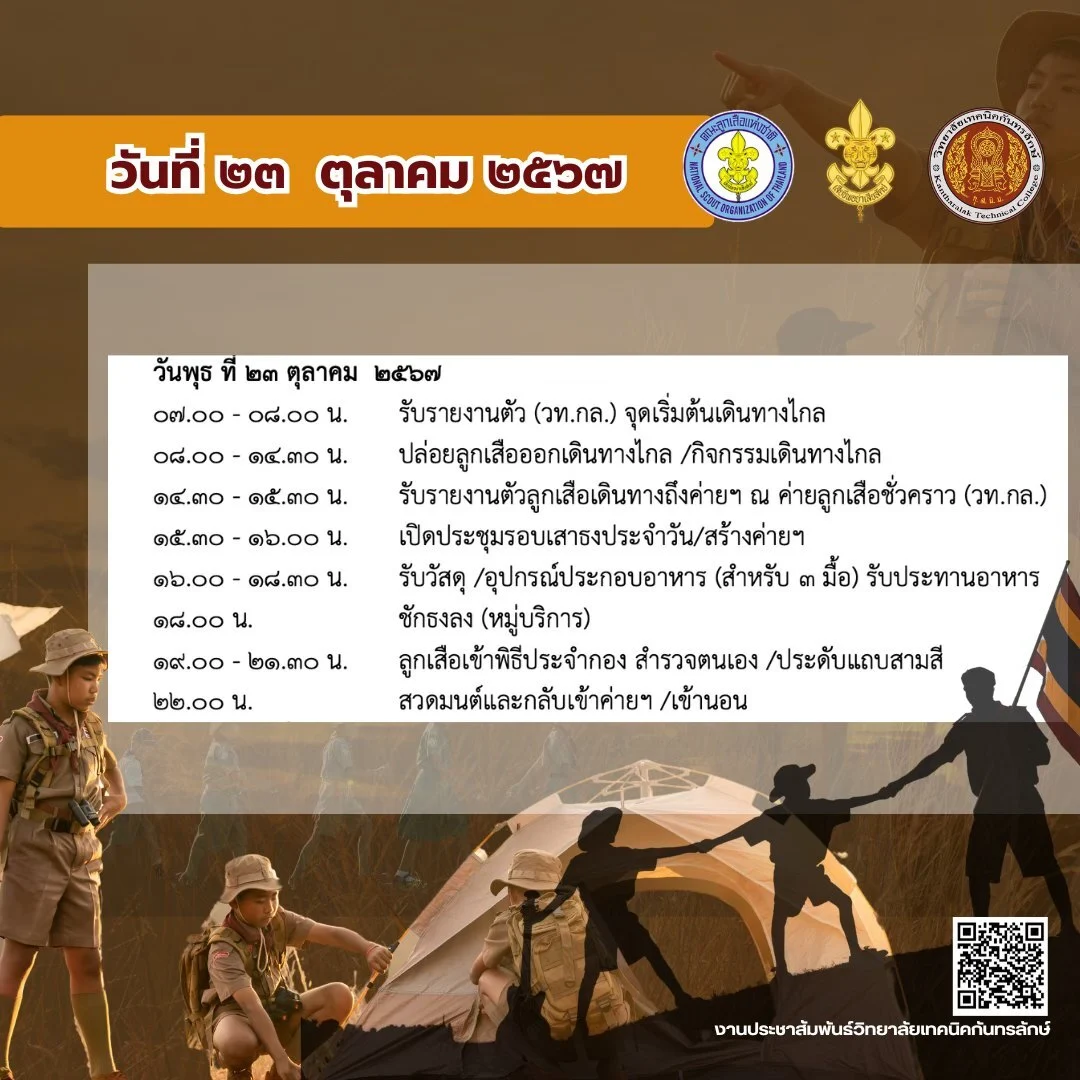 วันที่ ๒๓ ตุลาคม ๒๕๖๗
คณะลูกเสือแห่งชาติ
NATIONAL SCOUT ORGANIZATION OF THAILAND
วิทยาลัยเทคนิคกันทรลักษ์
Kantharalak Technical College
วันพุธ ที่ ๒๓ ตุลาคม ๒๕๖๗
๐๗.๐๐ - ๐๘.๐๐ น. รับรายงานตัว (วท.กล.) จุดเริ่มต้นเดินทางไกล
๐๘.๐๐ - ๑๔.๓๐ น. ปล่อยลูกเสือออกเดินทางไกล /กิจกรรมเดินทางไกล
๑๔.๓๐ - ๑๕.๓๐ น. รับรายงานตัวลูกเสือเดินทางถึงค่ายฯ ณ ค่ายลูกเสือชั่วคราว (วท.กล.)
๑๕.๓๐ - ๑๖.๐๐ น. เปิดประชุมรอบเสาธงประจำวัน/สร้างค่ายฯ
๑๖.๐๐ - ๑๘.๓๐ น. รับวัสดุ /อุปกรณ์ประกอบอาหาร (สำหรับ ๓ มื้อ) รับประทานอาหาร
๑๘.๐๐ น. ชักธงลง (หมู่บริการ)
๑๙.๐๐ - ๒๑.๓๐ น. ลูกเสือเข้าพิธีประจำกอง สำรวจตนเอง /ประดับแถบสามสี
๒๒.๐๐ น. สวดมนต์และกลับเข้าค่ายฯ /เข้านอน
งานประชาสัมพันธ์วิทยาลัยเทคนิคกันทรลักษ์